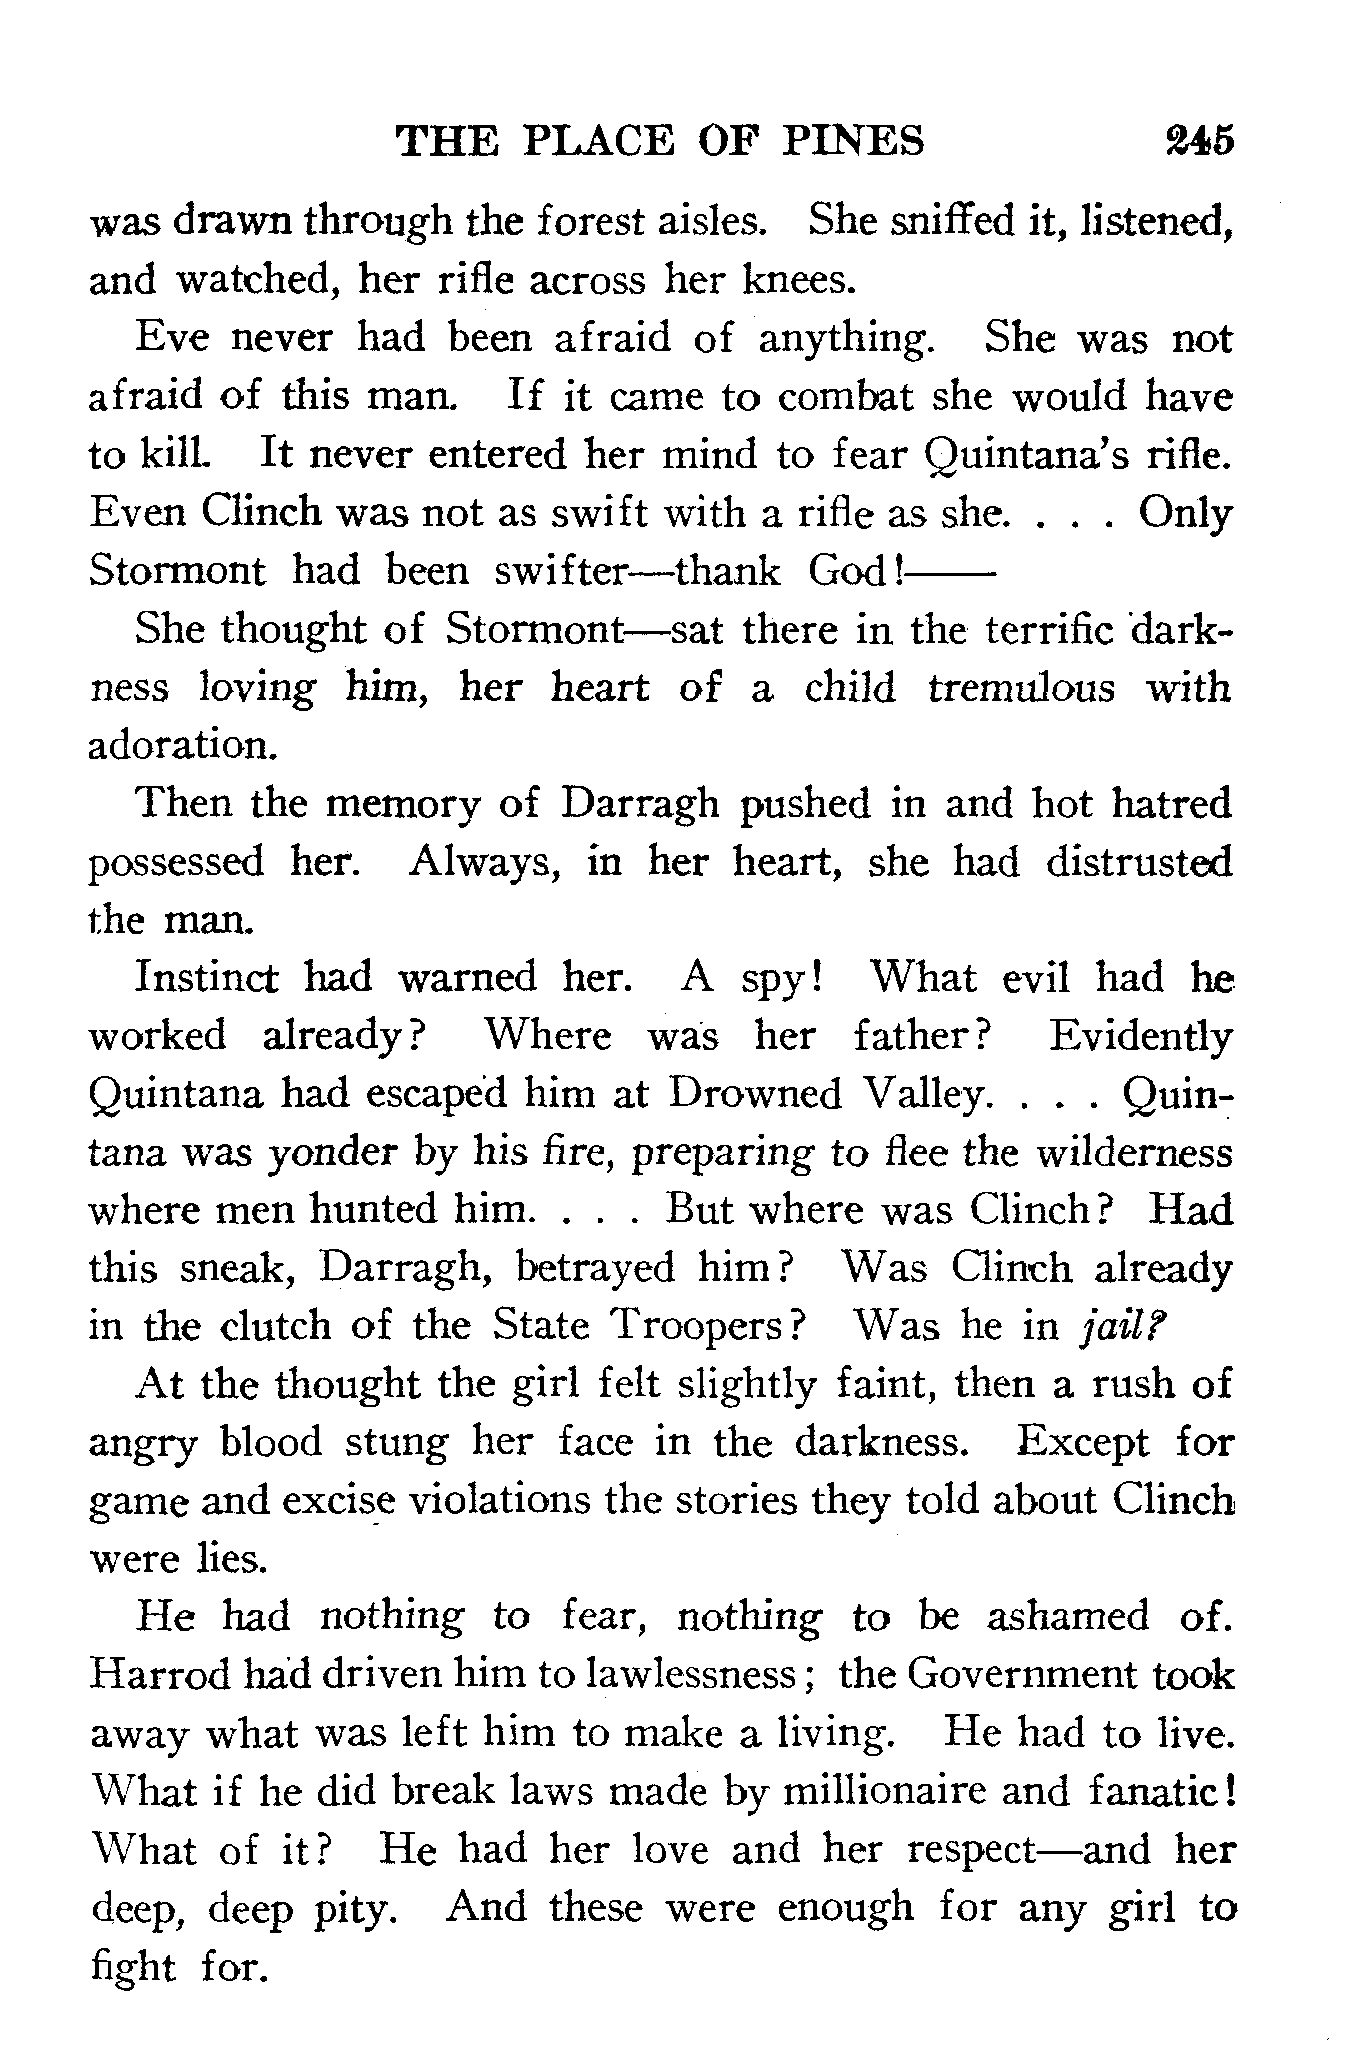 THE PLACE OF PINES 245
was drawn through the forest aisles. She sniffed it, listened,
and watched, her rifle across her knees.
Eve never had been afraid of anything. She was not
afraid of this man. If it came to combat she would have
to kill. It never entered her mind to fear Quintana's rifle.
Even Clinch was not as swift with a rifle as she. . . . Only
Stormont had been swifter—thank God!——
She thought of Stormont—sat there in the terrific dark-
ness loving him, her heart of a child tremulous with
adoration.
Then the memory of Darragh pushed in and hot hatred
possessed her. Always, in her heart, she had distrusted
the man.
Instinct had warned her. A spy! What evil had he
worked already? Where was her father? Evidently
Quintana had escaped him at Drowned Valley. . . . Quin-
tana was yonder by his fire, preparing to flee the wilderness
where men hunted him. . . . But where was Clinch? Had
this sneak, Darragh, betrayed him? Was Clinch already
in the clutch of the State Troopers? Was he in jail?
At the thought the girl felt slightly faint, then a rush of
angry blood stung her face in the darkness. Except for
game and excise violations the stories they told about Clinch
were lies.
He had nothing to fear, nothing to be ashamed of.
Harrod had driven him to lawlessness; the Government took
away what was left him to make a living. He had to live.
What if he did break laws made by millionaire and fanatic!
What of it? He had her love and her respect—and her
deep, deep pity. And these were enough for any girl to
fight for.